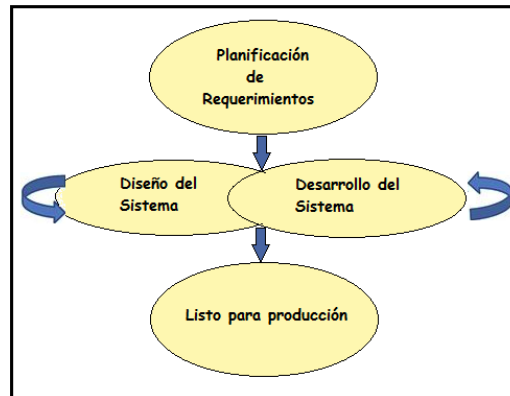 Planificación
de
Requerimientos
Diseño del
Sistema
Desarrollo del
Sistema
Listo para producción